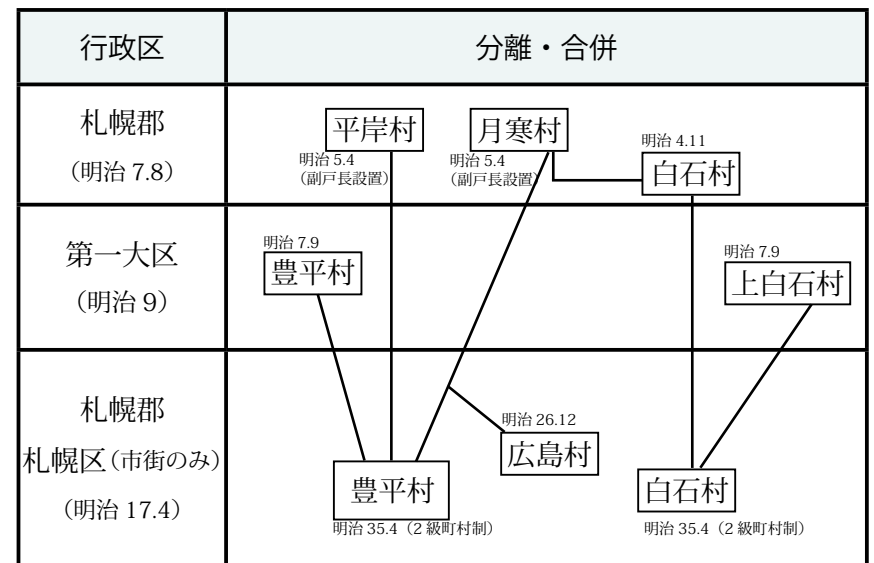 行政区
分離・合併
札幌郡
（明治 7.8）
平岸村
明治 5.4
（副戸長設置）
月寒村
明治 5.4
（副戸長設置）
明治 4.11
白石村
第一大区
（明治 9）
明治 7.9
豊平村
明治 7.9
上白石村
札幌郡
札幌区（市街のみ）
（明治 17.4）
明治 26.12
広島村
豊平村
明治 35.4（2 級町村制）
白石村
明治 35.4（2 級町村制）